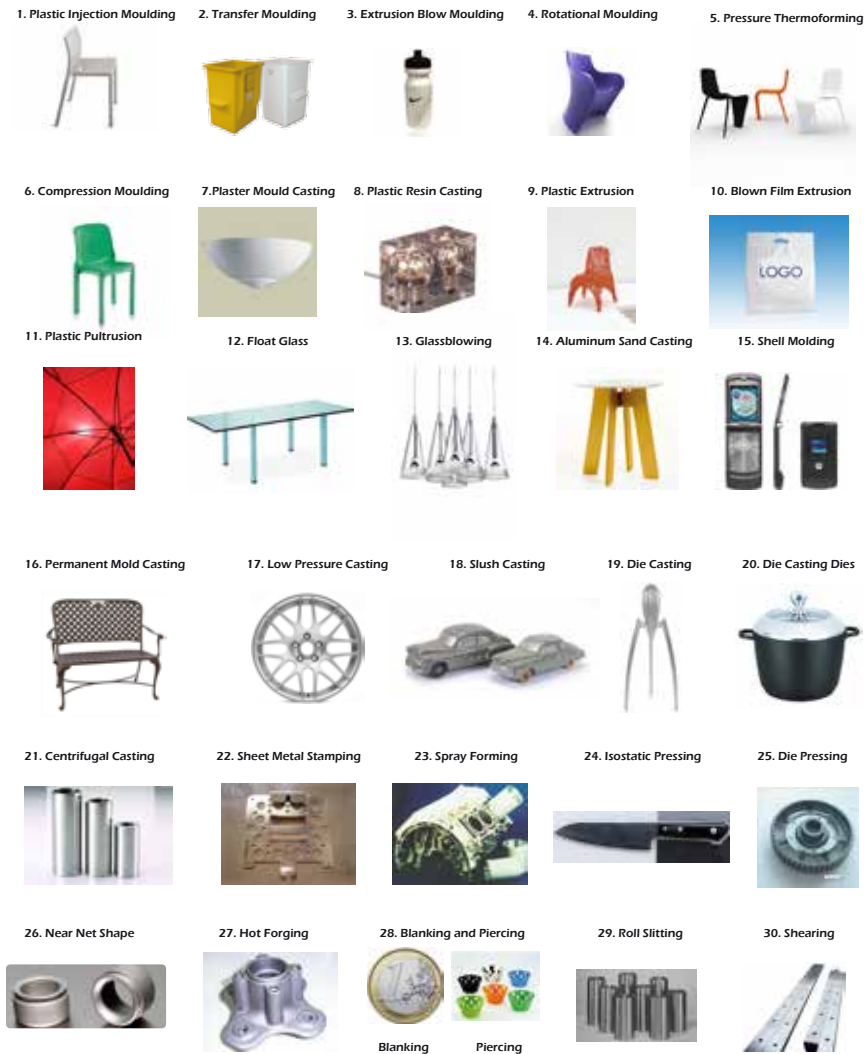 1. Plastic Injection Moulding
2. Transfer Moulding
3. Extrusion Blow Moulding
4. Rotational Moulding
5. Pressure Thermoforming
6. Compression Moulding
7.Plaster Mould Casting
8. Plastic Resin Casting
9. Plastic Extrusion
10. Blown Film Extrusion
LOGO
11. Plastic Pultrusion
12. Float Glass
13. Glassblowing
14. Aluminum Sand Casting
15. Shell Molding
16. Permanent Mold Casting
17. Low Pressure Casting
18. Slush Casting
19. Die Casting
20. Die Casting Dies
21. Centrifugal Casting
22. Sheet Metal Stamping
23. Spray Forming
24. Isostatic Pressing
25. Die Pressing
26. Near Net Shape
27. Hot Forging
28. Blanking and Piercing
29. Roll Slitting
30. Shearing
Blanking
Piercing